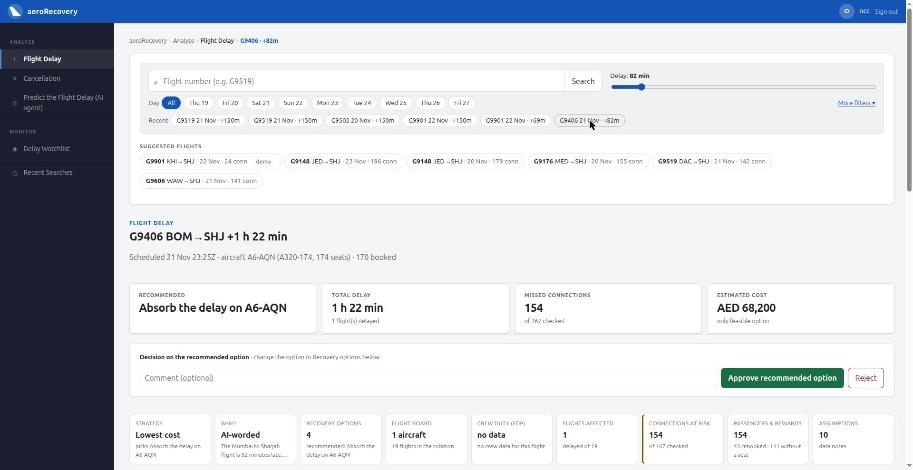 aeroRecovery
OCC Sign out
ANALYZE
Flight Delay
Cancellation
Predict the Flight Delay (AI agent)
MONITOR
Delay Watchlist
Recent Searches
aeroRecovery · Analyze · Flight Delay · G9406 · +82m
Flight number (e.g. G9519)
Search
Delay: 82 min
Day All Thu 19 Fri 20 Sat 21 Sun 22 Mon 23 Tue 24 Wed 25 Thu 26 Fri 27
More filters ▾
Recent G9519 21 Nov · +120m G9519 21 Nov · +150m G9502 20 Nov · +150m G9901 22 Nov · +150m G9901 22 Nov · +69m G9406 21 Nov · +82m
SUGGESTED FLIGHTS
G9901 KHI→SHJ · 22 Nov · 24 conn demo
G9148 JED→SHJ · 23 Nov · 196 conn
G9148 JED→SHJ · 20 Nov · 179 conn
G9176 MED→SHJ · 20 Nov · 155 conn
G9519 DAC→SHJ · 21 Nov · 142 conn
G9606 WAW→SHJ · 21 Nov · 141 conn
FLIGHT DELAY
G9406 BOM→SHJ +1 h 22 min
Scheduled 21 Nov 23:25Z · aircraft A6-AQN (A320-174, 174 seats) · 170 booked
RECOMMENDED
Absorb the delay on A6-AQN
TOTAL DELAY
1 h 22 min
1 flight(s) delayed
MISSED CONNECTIONS
154
of 167 checked
ESTIMATED COST
AED 68,200
only feasible option
Decision on the recommended option · change the option in Recovery options below
Comment (optional)
Approve recommended option
Reject
STRATEGY
Lowest cost
picks Absorb the delay on A6-AQN
WHY?
AI-worded
The Mumbai to Sharjah flight is 82 minutes late,…
RECOVERY OPTIONS
4
recommended: Absorb the delay on A6-AQN
FLIGHT BOARD
1 aircraft
19 flights in the rotation
CREW DUTY (FDP)
no data
no crew data for this flight
FLIGHTS AFFECTED
1
delayed of 19
CONNECTIONS AT RISK
154
of 167 checked
PASSENGERS & REWARDS
154
43 rebooked · 111 without a seat
ASSUMPTIONS
10
data notes